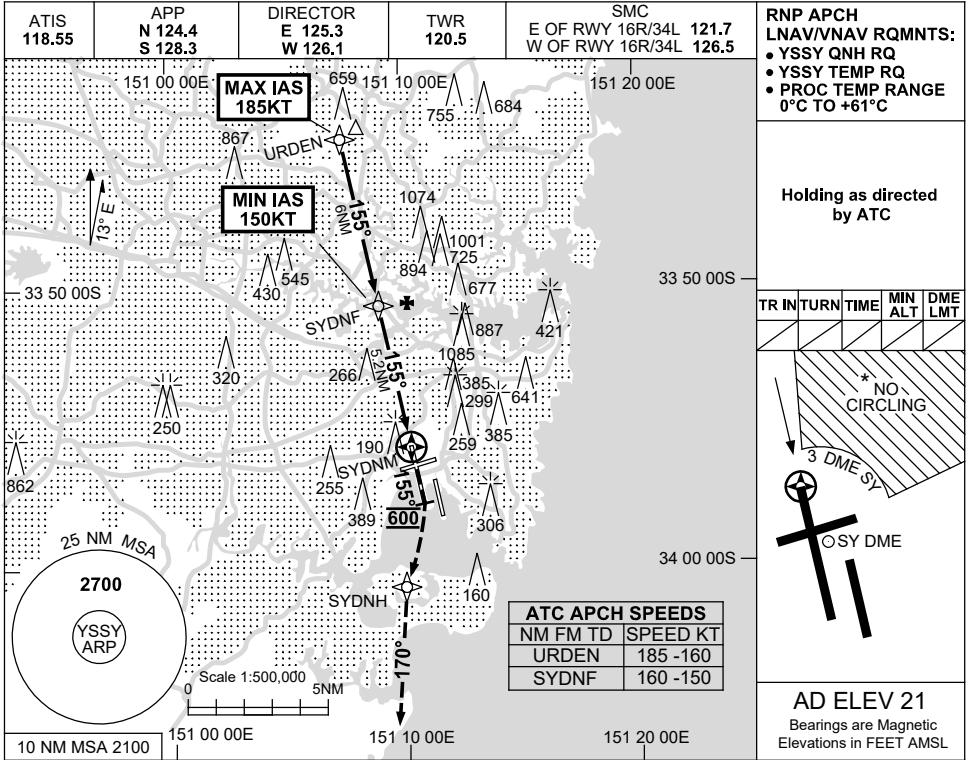 ATIS
118.55
APP
N 124.4
S 128.3
DIRECTOR
E 125.3
W 126.1
TWR
120.5
SMC
E OF RWY 16R/34L 121.7
W OF RWY 16R/34L 126.5
RNP APCH
LNAV/VNAV RQMNTS:
• YSSY QNH RQ
• YSSY TEMP RQ
• PROC TEMP RANGE
0°C TO +61°C
Holding as directed
by ATC
TR IN
TURN
TIME
MIN
ALT
DME
LMT
* NO
CIRCLING
3 DME SY
SY DME
AD ELEV 21
Bearings are Magnetic
Elevations in FEET AMSL
151 00 00E
151 10 00E
151 20 00E
MAX IAS
185KT
659
755
684
URDEN
867
MIN IAS
150KT
13° E
155°
6NM
1074
1001
725
894
545
430
677
33 50 00S
33 50 00S
SYDNF
887
421
1085
320
266
155°
5.2NM
385
299
641
250
259
385
190
SYDNM
862
255
155°
389
600
306
34 00 00S
25 NM MSA
2700
YSSY
ARP
SYDNH
160
ATC APCH SPEEDS
NM FM TD
SPEED KT
URDEN
185 -160
SYDNF
160 -150
170°
Scale 1:500,000
0
5NM
10 NM MSA 2100
151 00 00E
151 10 00E
151 20 00E